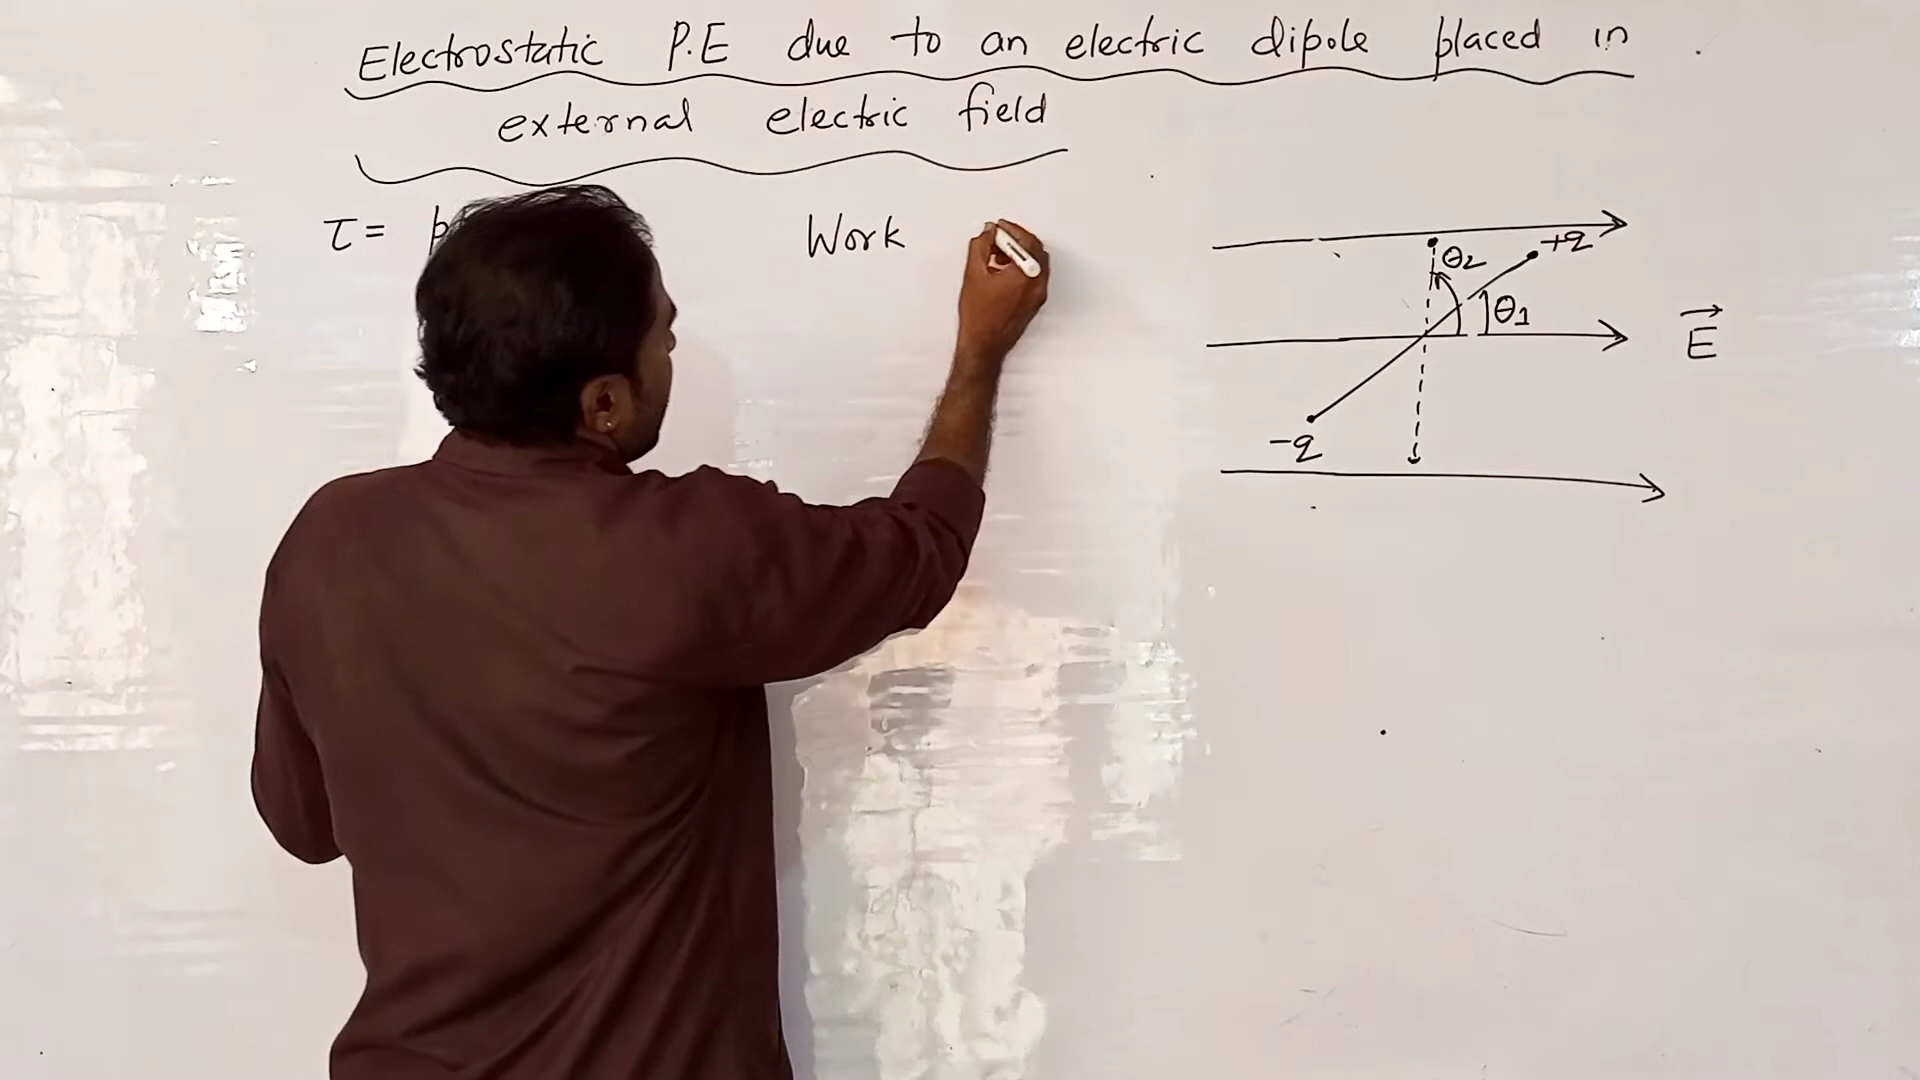 Electrostatic P.E due to an electric dipole placed in
external electric field
τ = p
Work
+q
θ2
θ1
E
-q